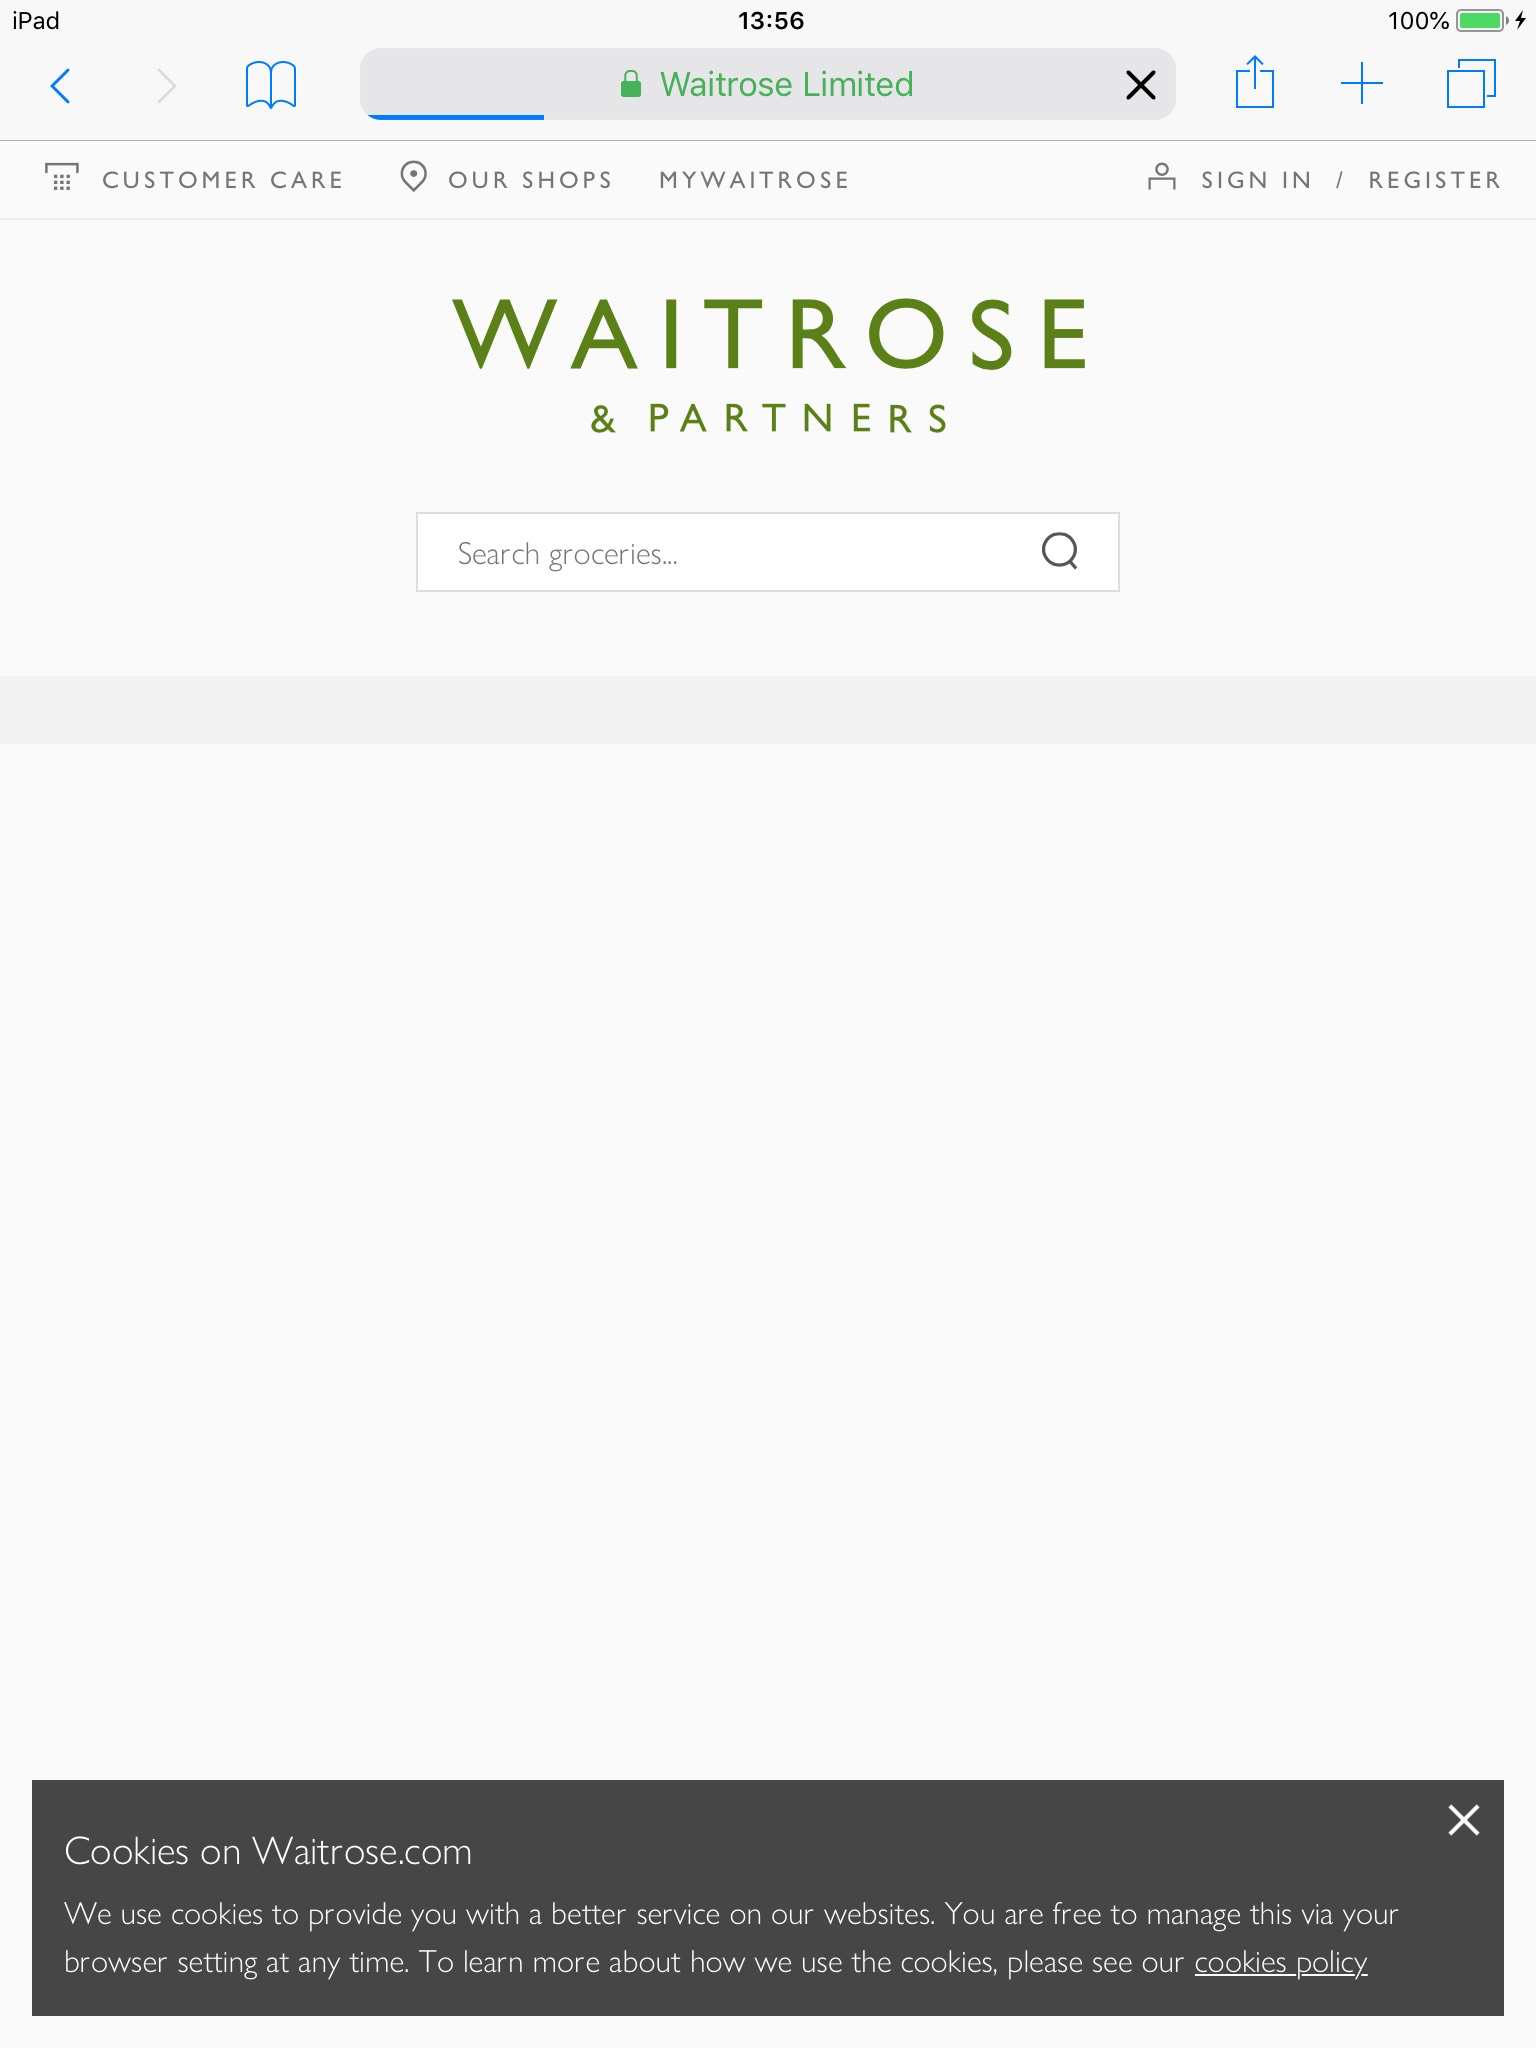 iPad 13:56 100%
Waitrose Limited
CUSTOMER CARE OUR SHOPS MYWAITROSE SIGN IN / REGISTER
WAITROSE
& PARTNERS
Search groceries...
Cookies on Waitrose.com
We use cookies to provide you with a better service on our websites. You are free to manage this via your
browser setting at any time. To learn more about how we use the cookies, please see our cookies policy